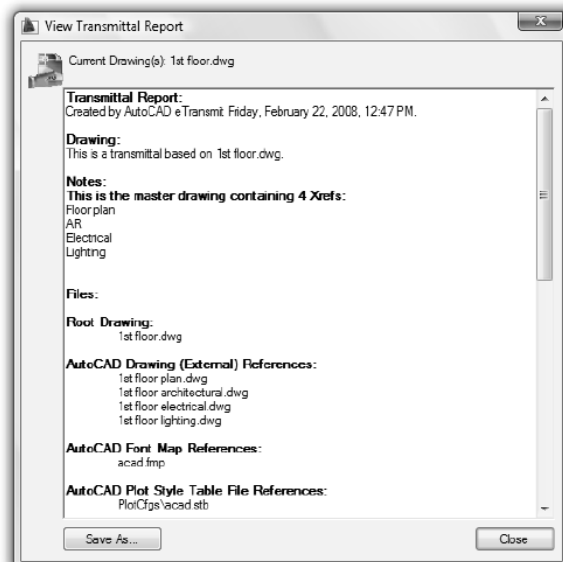 View Transmittal Report
Current Drawing(s): 1st floor.dwg
Transmittal Report:
Created by AutoCAD eTransmit Friday, February 22, 2008, 12:47 PM.
Drawing:
This is a transmittal based on 1st floor.dwg.
Notes:
This is the master drawing containing 4 Xrefs:
Floor plan
AR
Electrical
Lighting
Files:
Root Drawing:
1st floor.dwg
AutoCAD Drawing (External) References:
1st floor plan.dwg
1st floor architectural.dwg
1st floor electrical.dwg
1st floor lighting.dwg
AutoCAD Font Map References:
acad.fmp
AutoCAD Plot Style Table File References:
PlotCfgs\acad.stb
Save As... Close